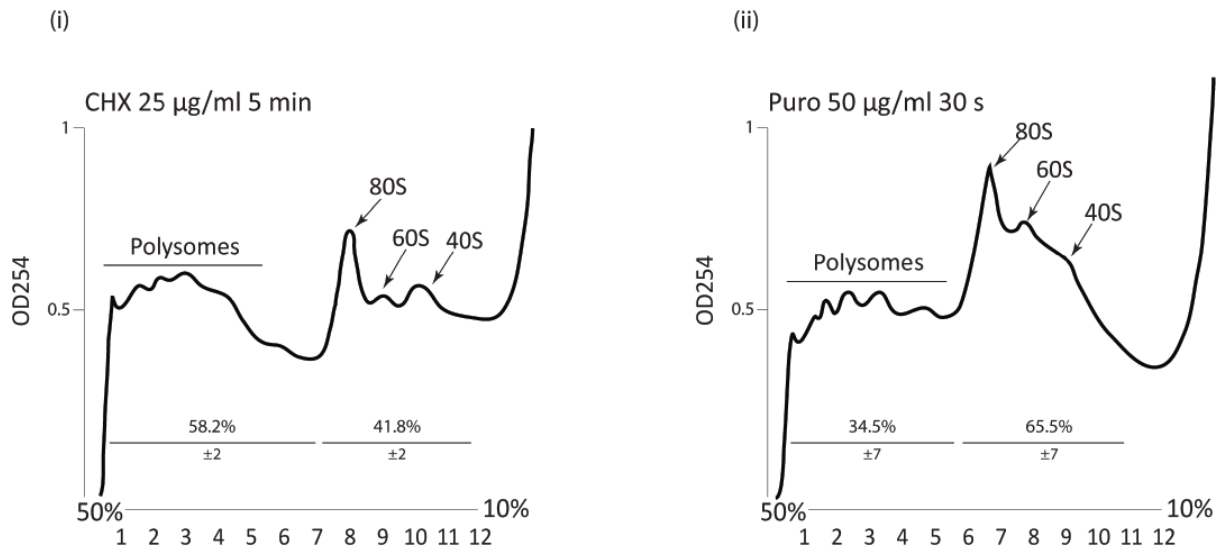 (i)
CHX 25 µg/ml 5 min
1
0.5
OD254
Polysomes
80S
60S
40S
58.2%
±2
41.8%
±2
50%
10%
1 2 3 4 5 6 7 8 9 10 11 12
(ii)
Puro 50 µg/ml 30 s
1
0.5
OD254
Polysomes
80S
60S
40S
34.5%
±7
65.5%
±7
50%
10%
1 2 3 4 5 6 7 8 9 10 11 12